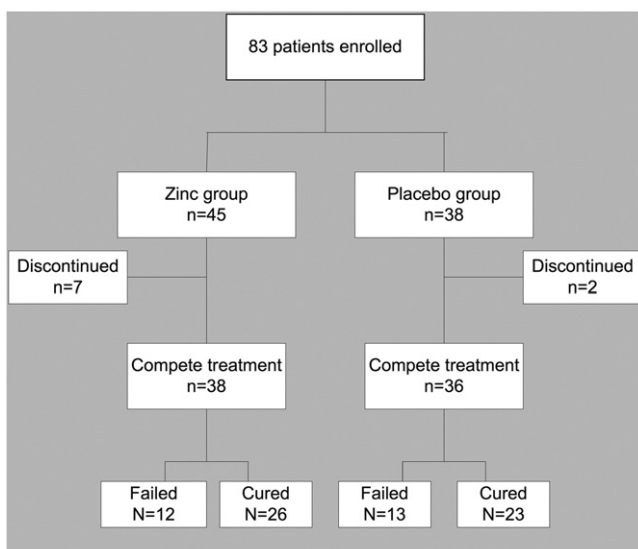 83 patients enrolled
Zinc group
n=45
Placebo group
n=38
Discontinued
n=7
Discontinued
n=2
Compete treatment
n=38
Compete treatment
n=36
Failed
N=12
Cured
N=26
Failed
N=13
Cured
N=23